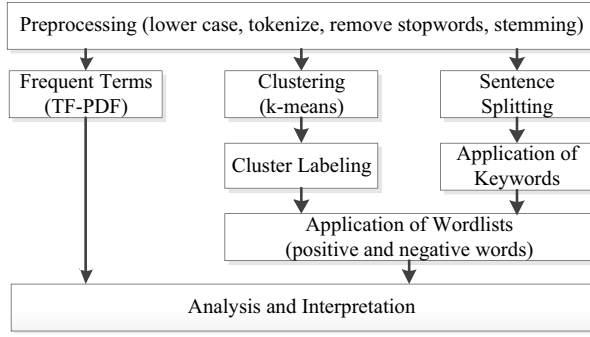 Preprocessing (lower case, tokenize, remove stopwords, stemming)
Frequent Terms
(TF-PDF)
Clustering
(k-means)
Sentence
Splitting
Cluster Labeling
Application of
Keywords
Application of Wordlists
(positive and negative words)
Analysis and Interpretation